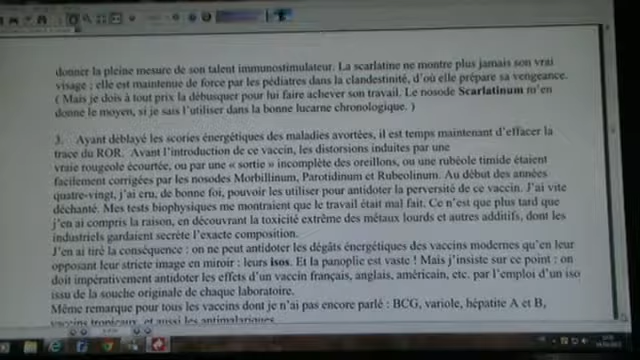 donner la pleine mesure de son talent immunostimulateur. La scarlatine ne montre plus jamais son vrai
visage : elle est maintenue de force par les pédiatres dans la clandestinité, d'où elle prépare sa vengeance.
( Mais je dois à tout prix la débusquer pour lui faire achever son travail. Le nosode Scarlatinum m'en
donne le moyen, si je sais l'utiliser dans la bonne lucarne chronologique. )
3. Ayant déblayé les scories énergétiques des maladies avortées, il est temps maintenant d'effacer la
trace du ROR. Avant l'introduction de ce vaccin, les distorsions induites par une
vraie rougeole écourtée, ou par une « sortie » incomplète des oreillons, ou une rubéole timide étaient
facilement corrigées par les nosodes Morbillinum, Parotidinum et Rubeolinum. Au début des années
quatre-vingt, j'ai cru, de bonne foi, pouvoir les utiliser pour antidoter la perversité de ce vaccin. J'ai vite
déchanté. Mes tests biophysiques me montraient que le travail était mal fait. Ce n'est que plus tard que
j'en ai compris la raison, en découvrant la toxicité extrême des métaux lourds et autres additifs, dont les
industriels gardaient secrète l'exacte composition.
J'en ai tiré la conséquence : on ne peut antidoter les dégâts énergétiques des vaccins modernes qu'en leur
opposant leur stricte image en miroir : leurs isos. Et la panoplie est vaste ! Mais j'insiste sur ce point : on
doit impérativement antidoter les effets d'un vaccin français, anglais, américain, etc. par l'emploi d'un iso
issu de la souche originale de chaque laboratoire.
Même remarque pour tous les vaccins dont je n'ai pas encore parlé : BCG, variole, hépatite A et B,
vaccins tropicaux, et aussi les antimalariques